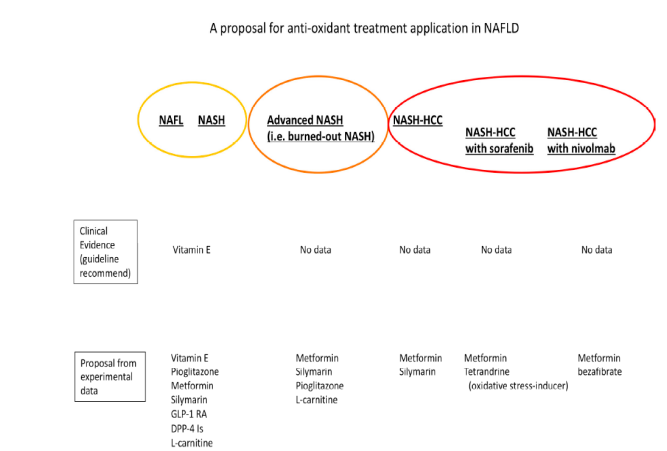 A proposal for anti-oxidant treatment application in NAFLD
NAFL NASH
Advanced NASH
(i.e. burned-out NASH)
NASH-HCC
NASH-HCC
with sorafenib
NASH-HCC
with nivolmab
Clinical
Evidence
(guideline
recommend)
Vitamin E
No data
No data
No data
No data
Proposal from
experimental
data
Vitamin E
Pioglitazone
Metformin
Silymarin
GLP-1 RA
DPP-4 Is
L-carnitine
Metformin
Silymarin
Pioglitazone
L-carnitine
Metformin
Silymarin
Metformin
Tetrandrine
(oxidative stress-inducer)
Metformin
bezafibrate